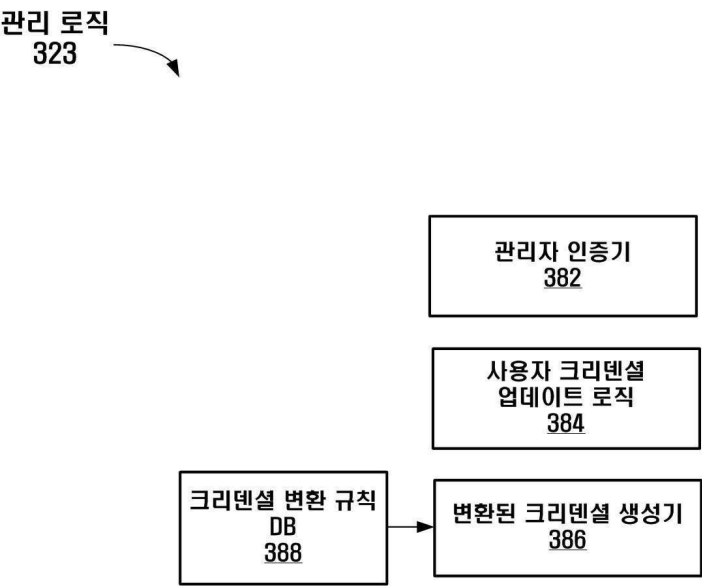 관리 로직
323
관리자 인증기
382
사용자 크리덴셜
업데이트 로직
384
크리덴셜 변환 규칙
DB
388
변환된 크리덴셜 생성기
386